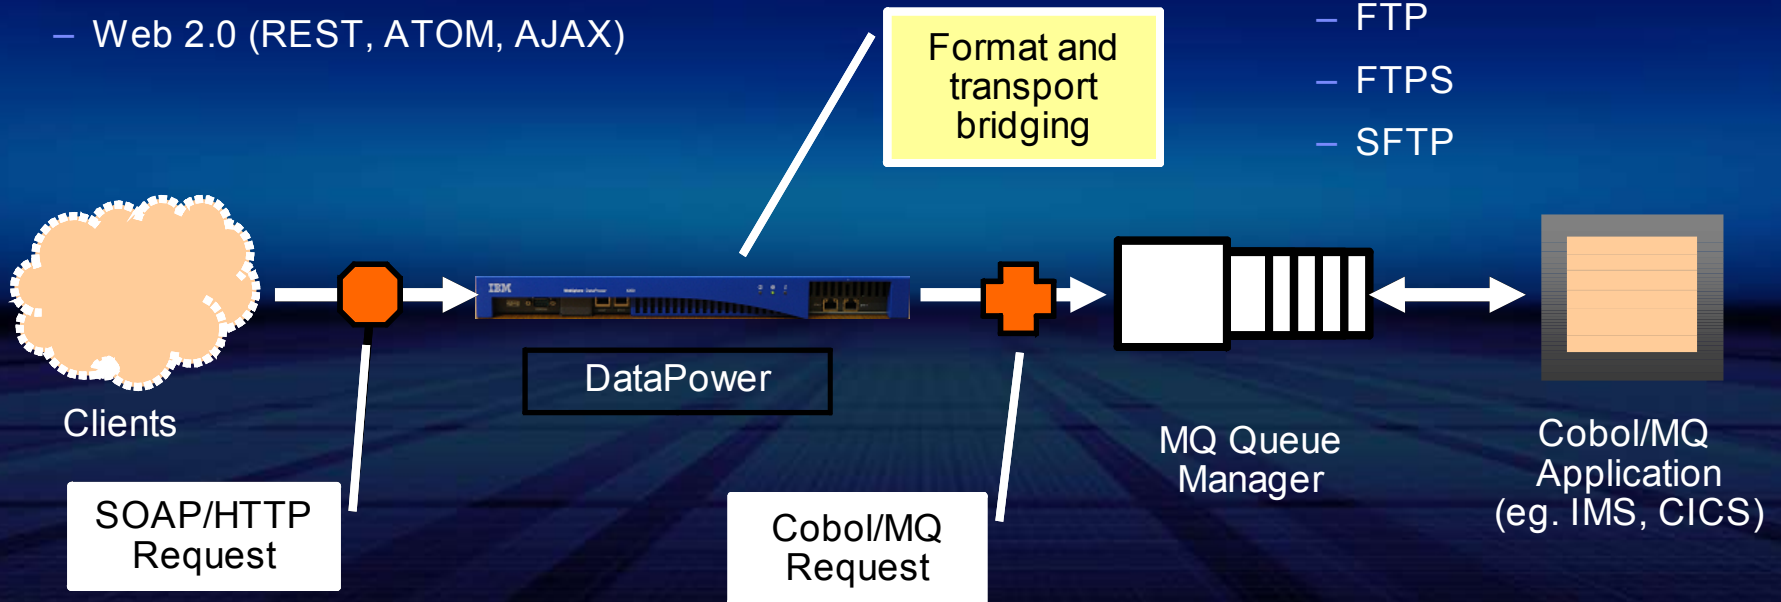 – Web 2.0 (REST, ATOM, AJAX)
– FTP
– FTPS
– SFTP
Format and
transport
bridging
IBM
DataPower
Clients
SOAP/HTTP
Request
Cobol/MQ
Request
MQ Queue
Manager
Cobol/MQ
Application
(eg. IMS, CICS)